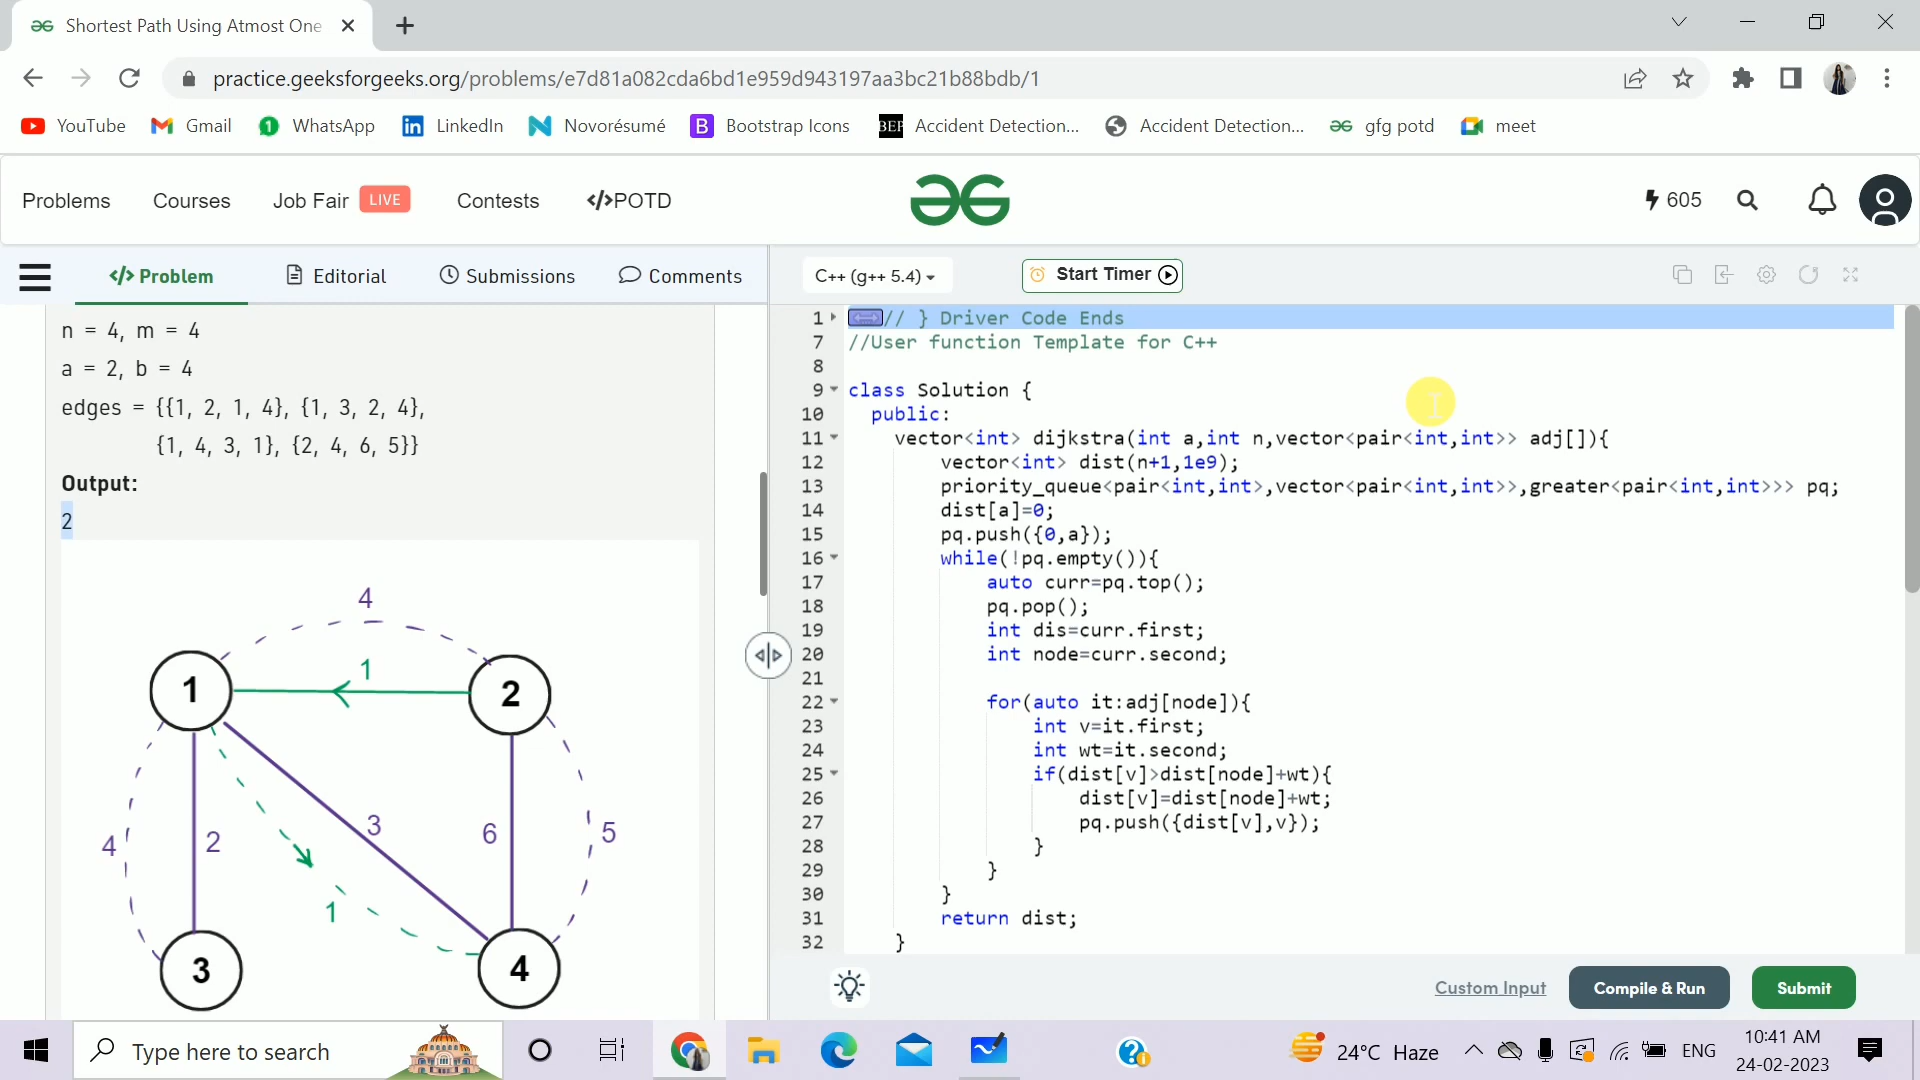 Shortest Path Using Atmost One
practice.geeksforgeeks.org/problems/e7d81a082cda6bd1e959d943197aa3bc21b88bdb/1
YouTube Gmail WhatsApp LinkedIn Novorésumé Bootstrap Icons Accident Detection... Accident Detection... gfg potd meet
Problems Courses Job Fair LIVE Contests </>POTD 605
</> Problem Editorial Submissions Comments
n = 4, m = 4
a = 2, b = 4
edges = {{1, 2, 1, 4}, {1, 3, 2, 4},
{1, 4, 3, 1}, {2, 4, 6, 5}}
Output:
2
4
1
1
2
4
2
3
6
5
1
3
4
C++ (g++ 5.4)
Start Timer
1 // } Driver Code Ends
7 //User function Template for C++
8
9 class Solution {
10 public:
11 vector<int> dijkstra(int a,int n,vector<pair<int,int>> adj[]){
12 vector<int> dist(n+1,1e9);
13 priority_queue<pair<int,int>,vector<pair<int,int>>,greater<pair<int,int>>> pq;
14 dist[a]=0;
15 pq.push({0,a});
16 while(!pq.empty()){
17 auto curr=pq.top();
18 pq.pop();
19 int dis=curr.first;
20 int node=curr.second;
21
22 for(auto it:adj[node]){
23 int v=it.first;
24 int wt=it.second;
25 if(dist[v]>dist[node]+wt){
26 dist[v]=dist[node]+wt;
27 pq.push({dist[v],v});
28 }
29 }
30 }
31 return dist;
32 }
Custom Input Compile & Run Submit
Type here to search
24°C Haze
ENG
10:41 AM
24-02-2023